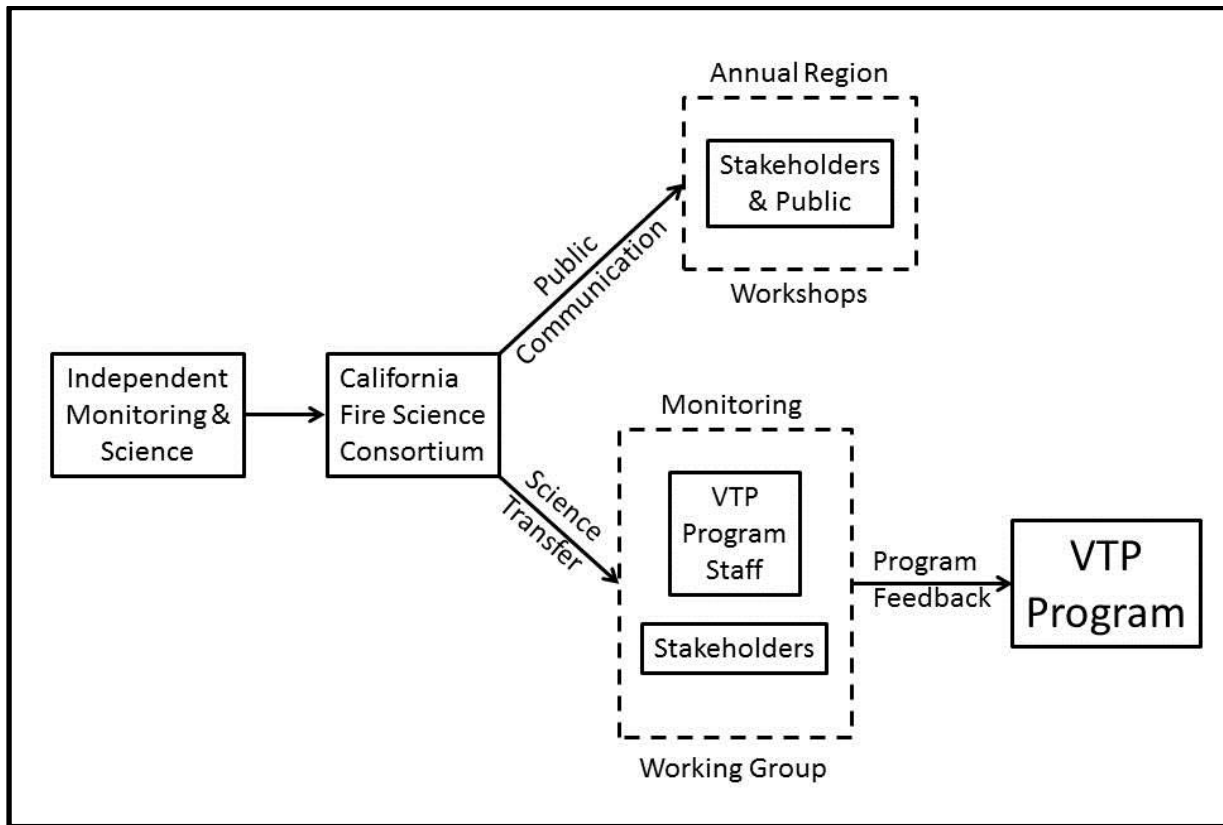 Annual Region
Stakeholders
& Public
Workshops
Public
Communication
Independent
Monitoring &
Science
California
Fire Science
Consortium
Science
Transfer
Monitoring
VTP
Program
Staff
Stakeholders
Working Group
Program
Feedback
VTP
Program